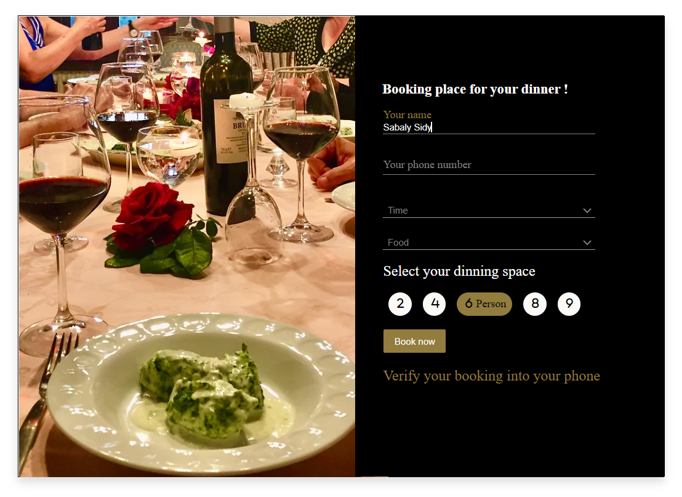 Booking place for your dinner !
Your name
Sabaly Sidy
Your phone number
Time
Food
Select your dinning space
2 4 6 Person 8 9
Book now
Verify your booking into your phone